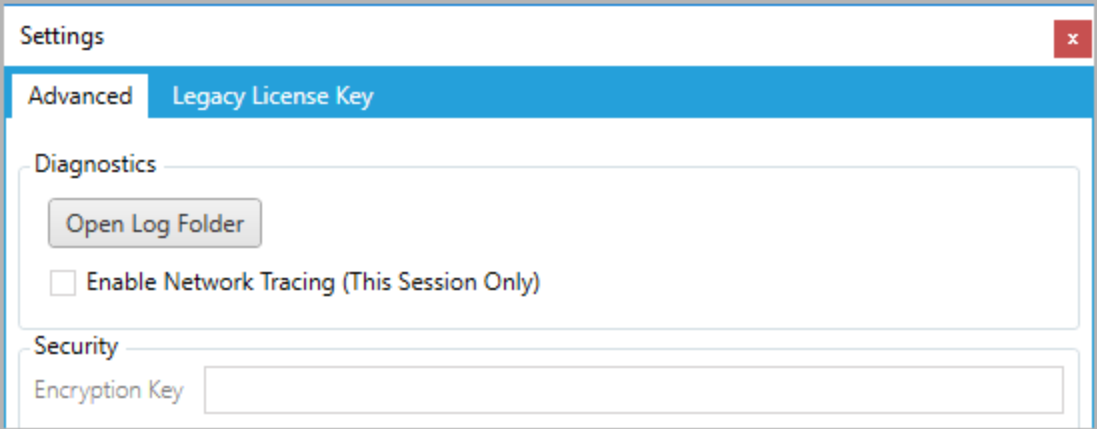 Settings
x
Advanced Legacy License Key
Diagnostics
Open Log Folder
Enable Network Tracing (This Session Only)
Security
Encryption Key